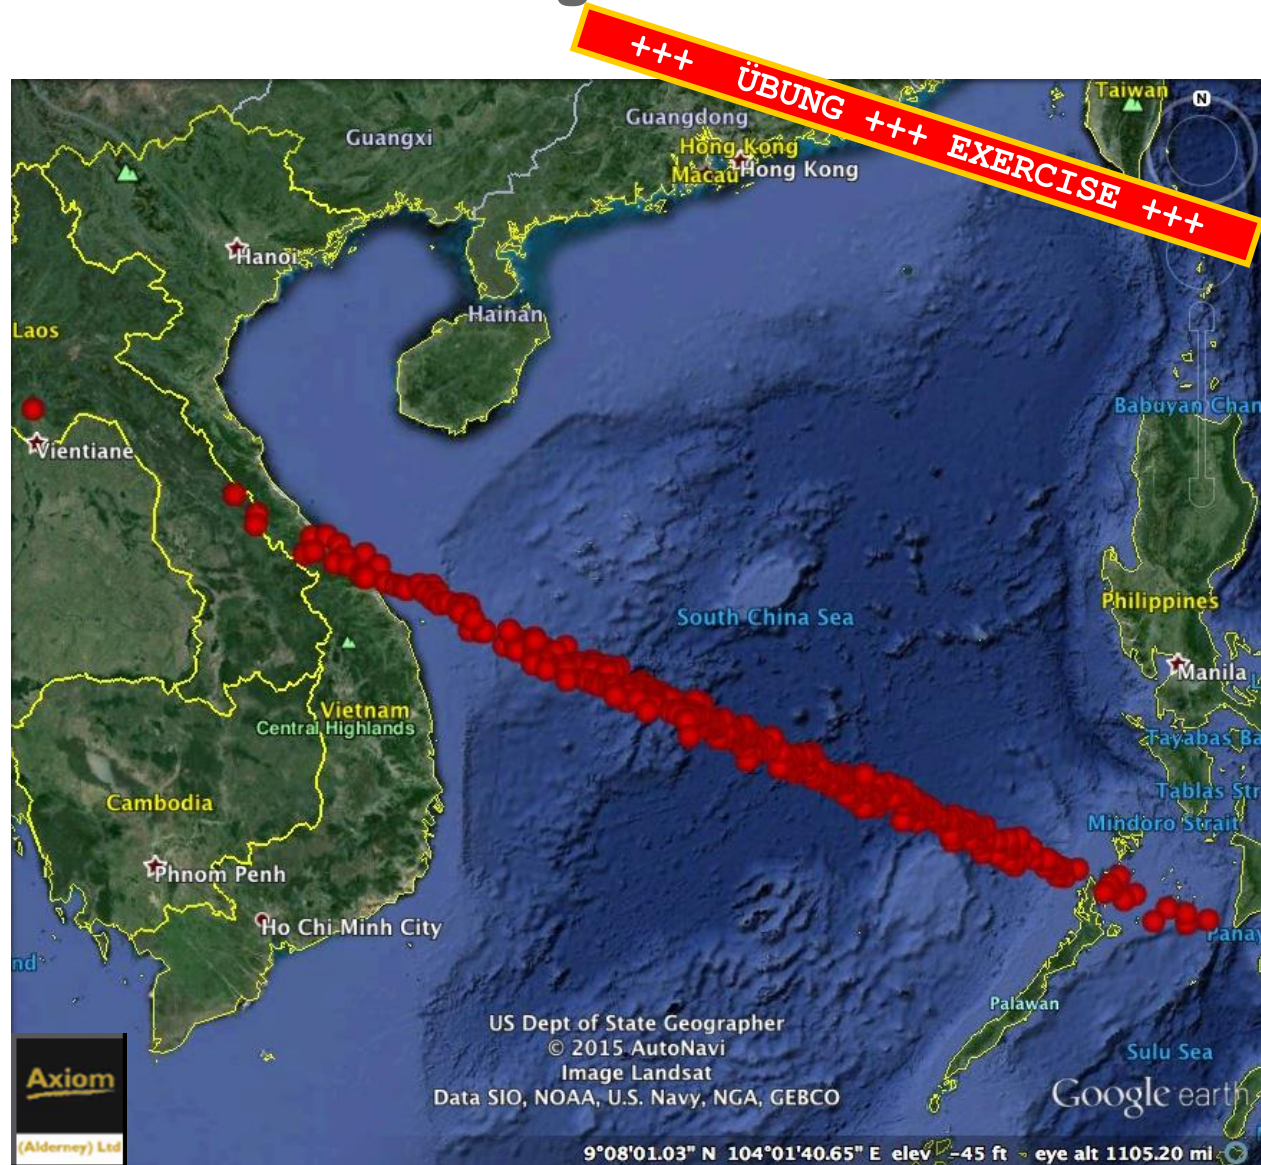 +++ ÜBUNG +++ EXERCISE +++
Taiwan
N
Guangdong
Guangxi
Hong Kong
Hong Kong
Macau
Hanoi
Hainan
Laos
Babuyan Chan
Vientiane
Philippines
South China Sea
Manila
Vietnam
Central Highlands
Tayabas Ba
Tablas Str
Cambodia
Mindoro Strait
Phnom Penh
Ho Chi Minh City
Panay
nd
Palawan
US Dept of State Geographer
© 2015 AutoNavi
Image Landsat
Data SIO, NOAA, U.S. Navy, NGA, GEBCO
Sulu Sea
Google earth
Axiom
(Alderney) Ltd
9°08'01.03" N 104°01'40.65" E elev -45 ft eye alt 1105.20 mi